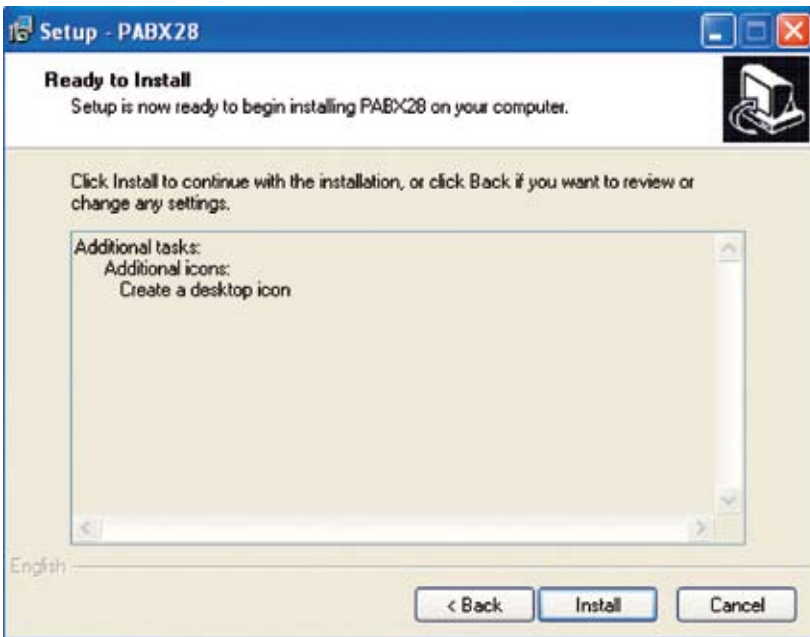 Setup - PABX28
Ready to Install
Setup is now ready to begin installing PABX28 on your computer.
Click Install to continue with the installation, or click Back if you want to review or
change any settings.
Additional tasks:
Additional icons:
Create a desktop icon
English
< Back
Install
Cancel